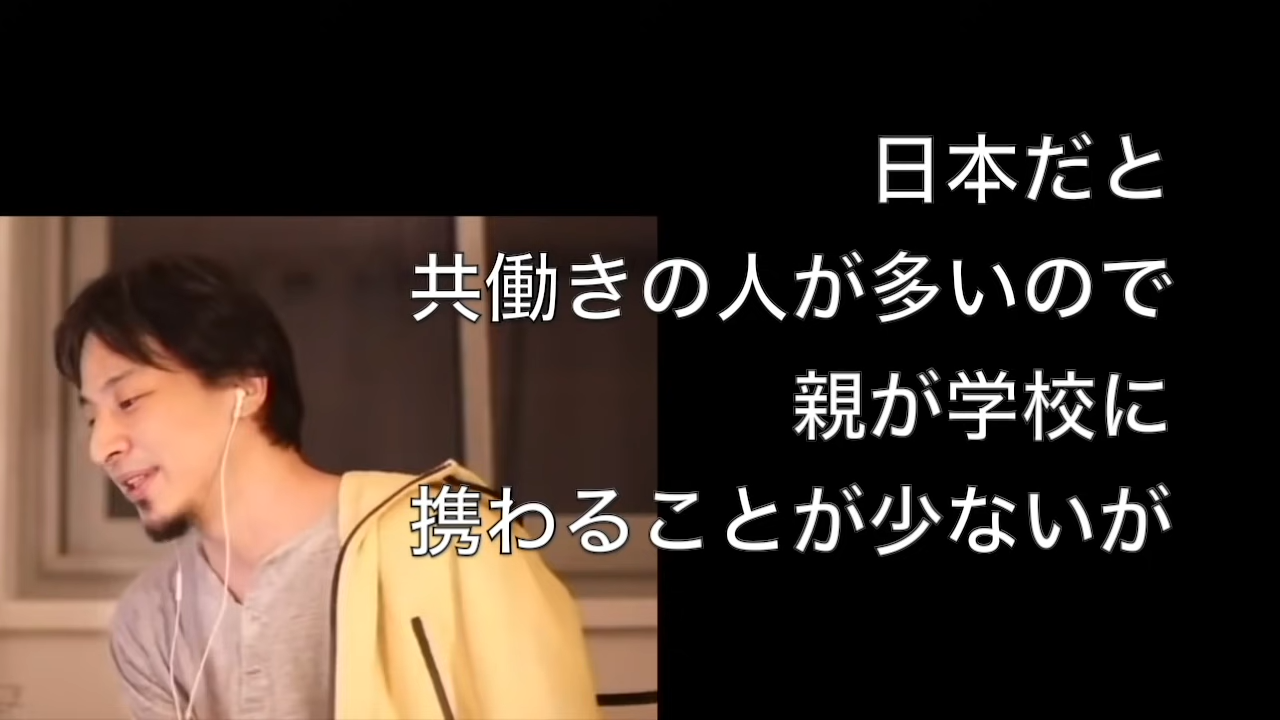 日本だと
共働きの人が多いので
親が学校に
携わることが少ないが